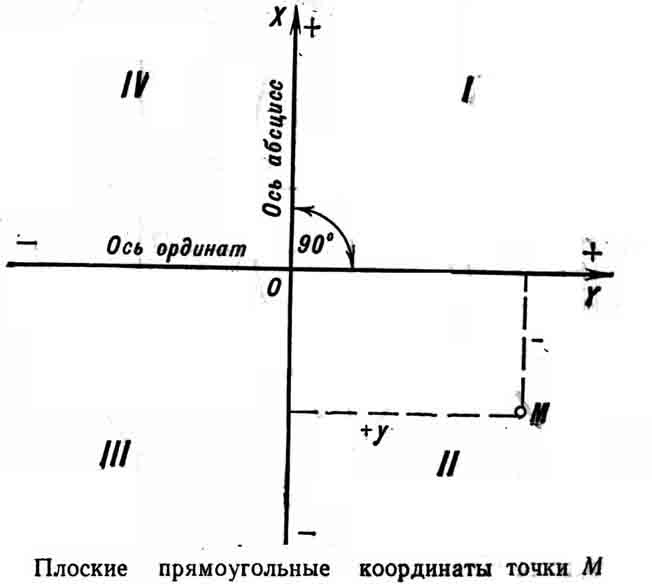 X
+
IV
I
Ось абсцисс
90°
−
Ось ординат
+
O
Y
−
M
+y
III
II
−
Плоские прямоугольные координаты точки M